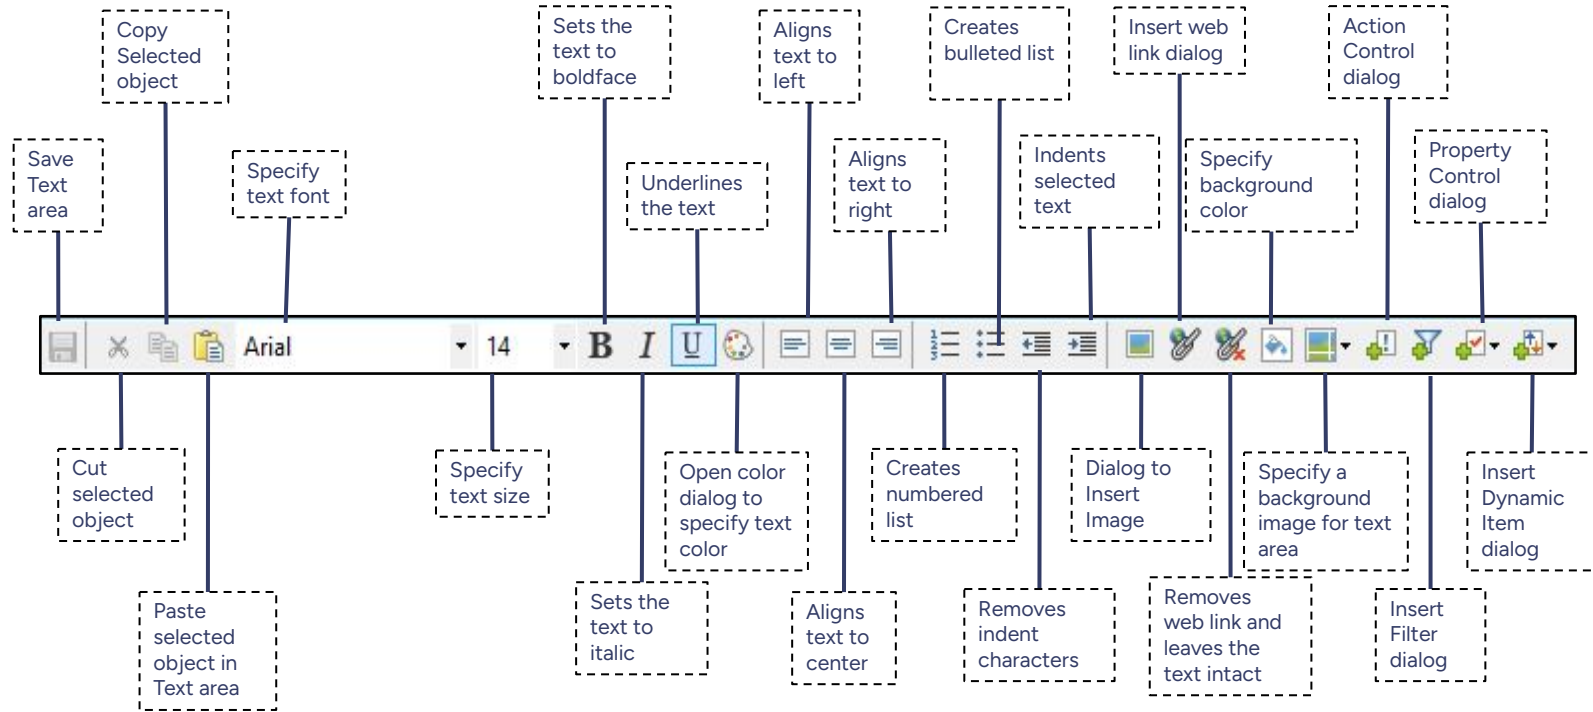 Copy
Selected
object
Sets the
text to
boldface
Aligns
text to
left
Creates
bulleted list
Insert web
link dialog
Action
Control
dialog
Save
Text
area
Specify
text font
Underlines
the text
Aligns
text to
right
Indents
selected
text
Specify
background
color
Property
Control
dialog
Arial
14
B
I
U
Cut
selected
object
Specify
text size
Open color
dialog to
specify text
color
Creates
numbered
list
Dialog to
Insert
Image
Specify a
background
image for text
area
Insert
Dynamic
Item
dialog
Paste
selected
object in
Text area
Sets the
text to
italic
Aligns
text to
center
Removes
indent
characters
Removes
web link and
leaves the
text intact
Insert
Filter
dialog